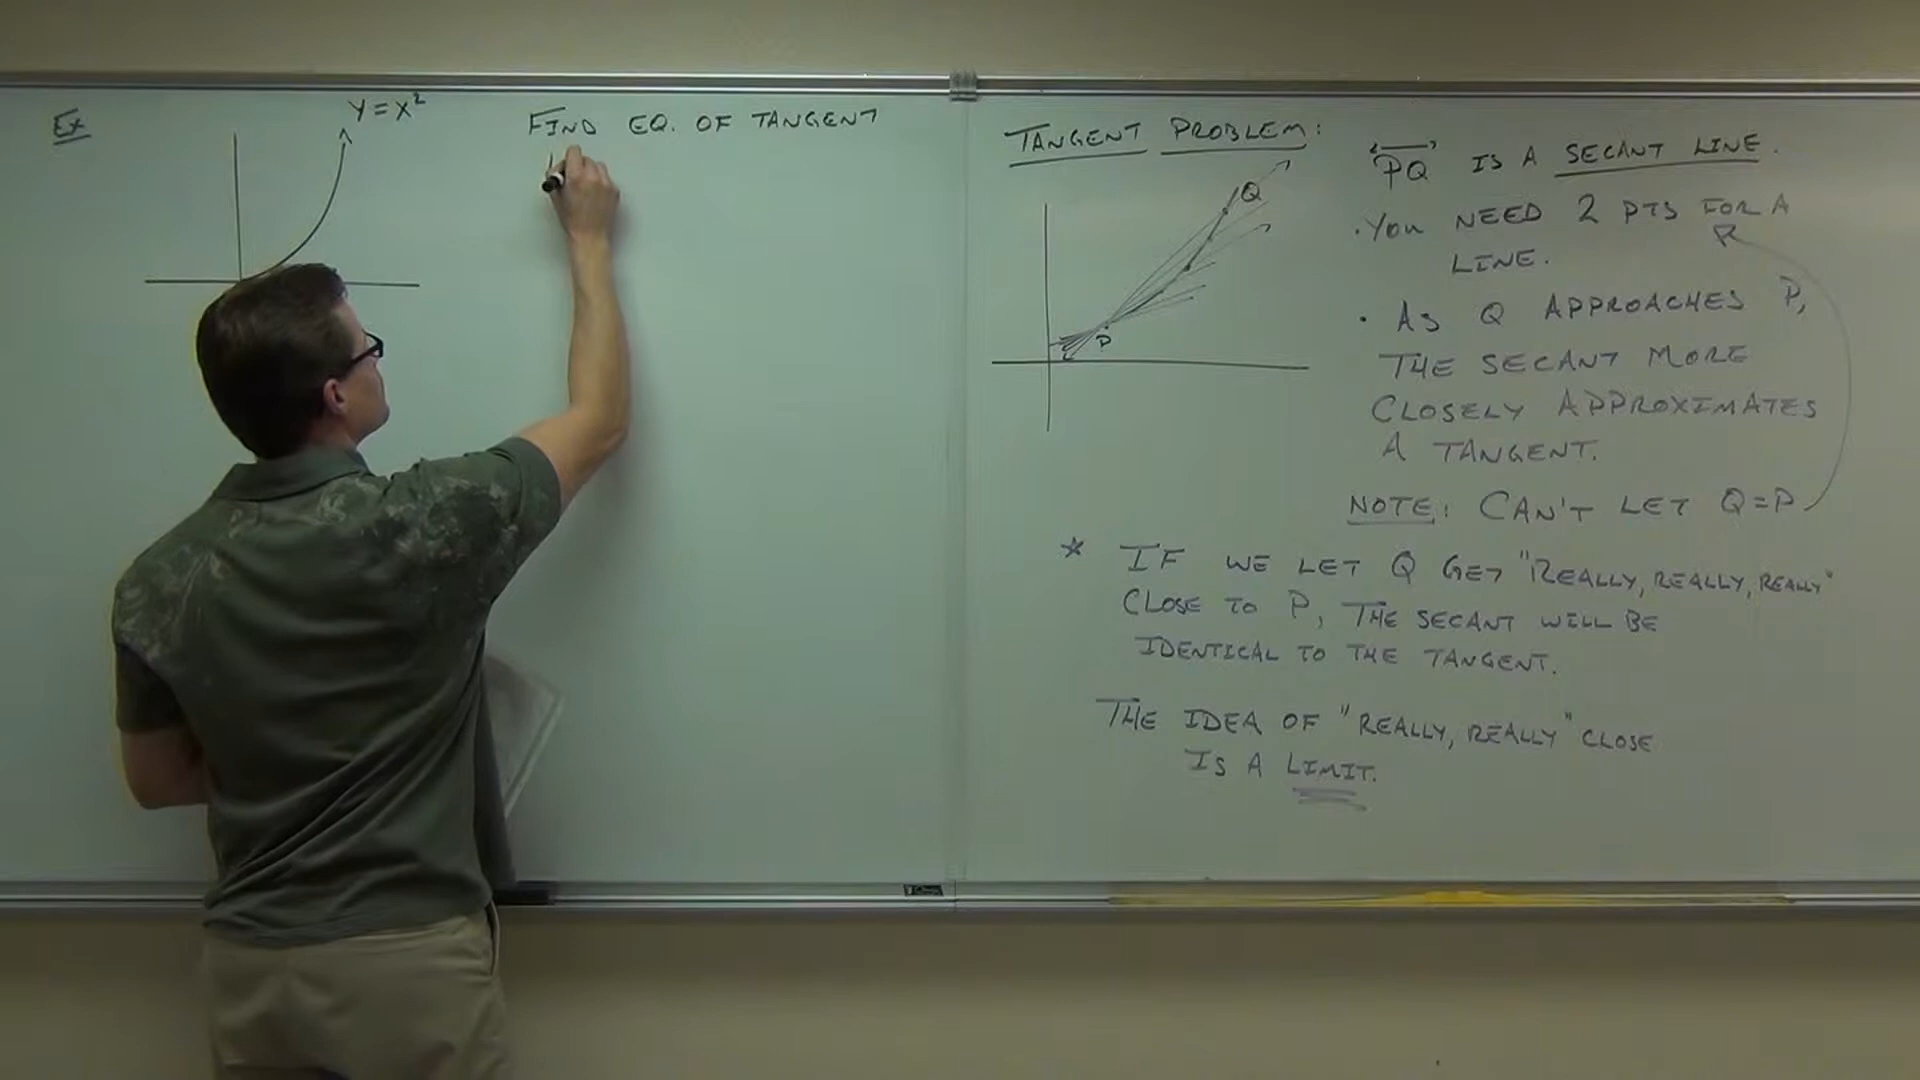 Ex
Y = X²
FIND EQ. OF TANGENT
TANGENT PROBLEM:
Q
P
PQ IS A SECANT LINE.
• YOU NEED 2 PTS FOR A
LINE.
• AS Q APPROACHES P,
THE SECANT MORE
CLOSELY APPROXIMATES
A TANGENT.
NOTE: CAN'T LET Q=P
* IF WE LET Q GET "REALLY, REALLY, REALLY"
CLOSE TO P, THE SECANT WILL BE
IDENTICAL TO THE TANGENT.
THE IDEA OF "REALLY, REALLY" CLOSE
IS A LIMIT.